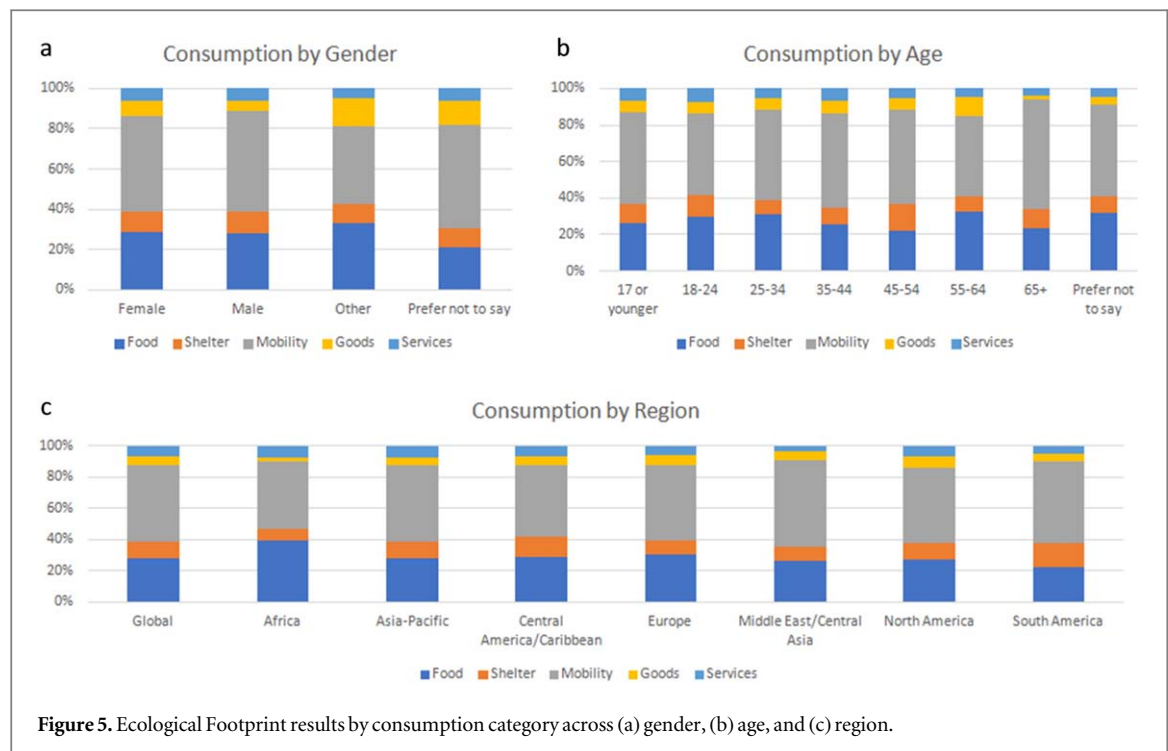 a
Consumption by Gender
100%
80%
60%
40%
20%
0%
Female Male Other Prefer not to say
Food Shelter Mobility Goods Services
b
Consumption by Age
100%
80%
60%
40%
20%
0%
17 or younger 18-24 25-34 35-44 45-54 55-64 65+ Prefer not to say
Food Shelter Mobility Goods Services
c
Consumption by Region
100%
80%
60%
40%
20%
0%
Global Africa Asia-Pacific Central America/Caribbean Europe Middle East/Central Asia North America South America
Food Shelter Mobility Goods Services
Figure 5. Ecological Footprint results by consumption category across (a) gender, (b) age, and (c) region.